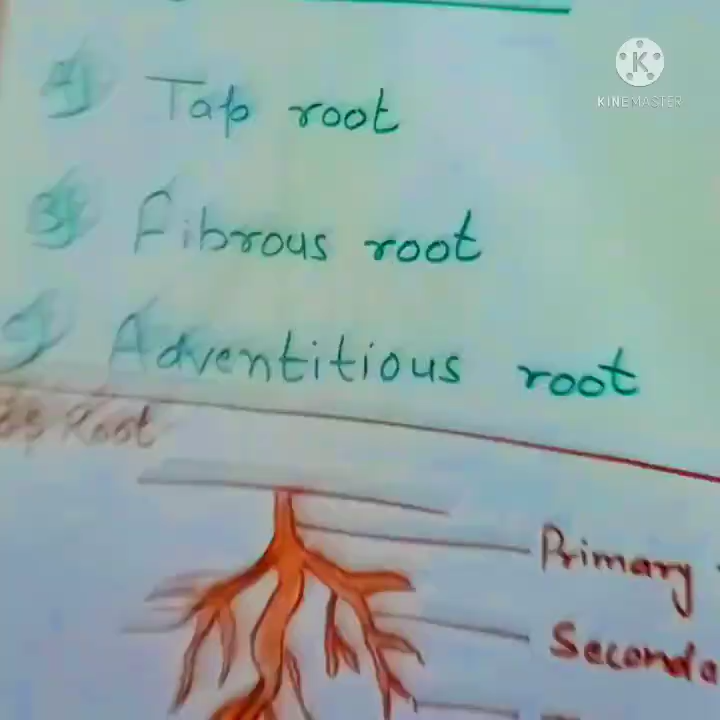 K
KINEMASTER
A) Tap root
B) Fibrous root
C) Adventitious root
Root
Primary
Seconda